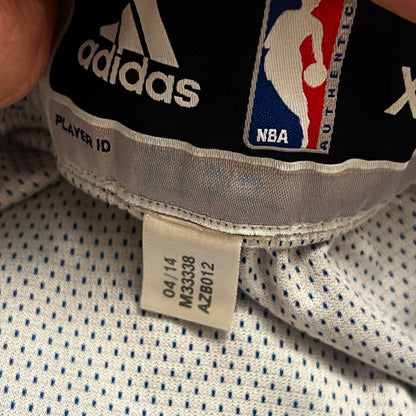 adidas
NBA
AUTHENTIC
X
PLAYER ID
04/14
M33338
AZB012